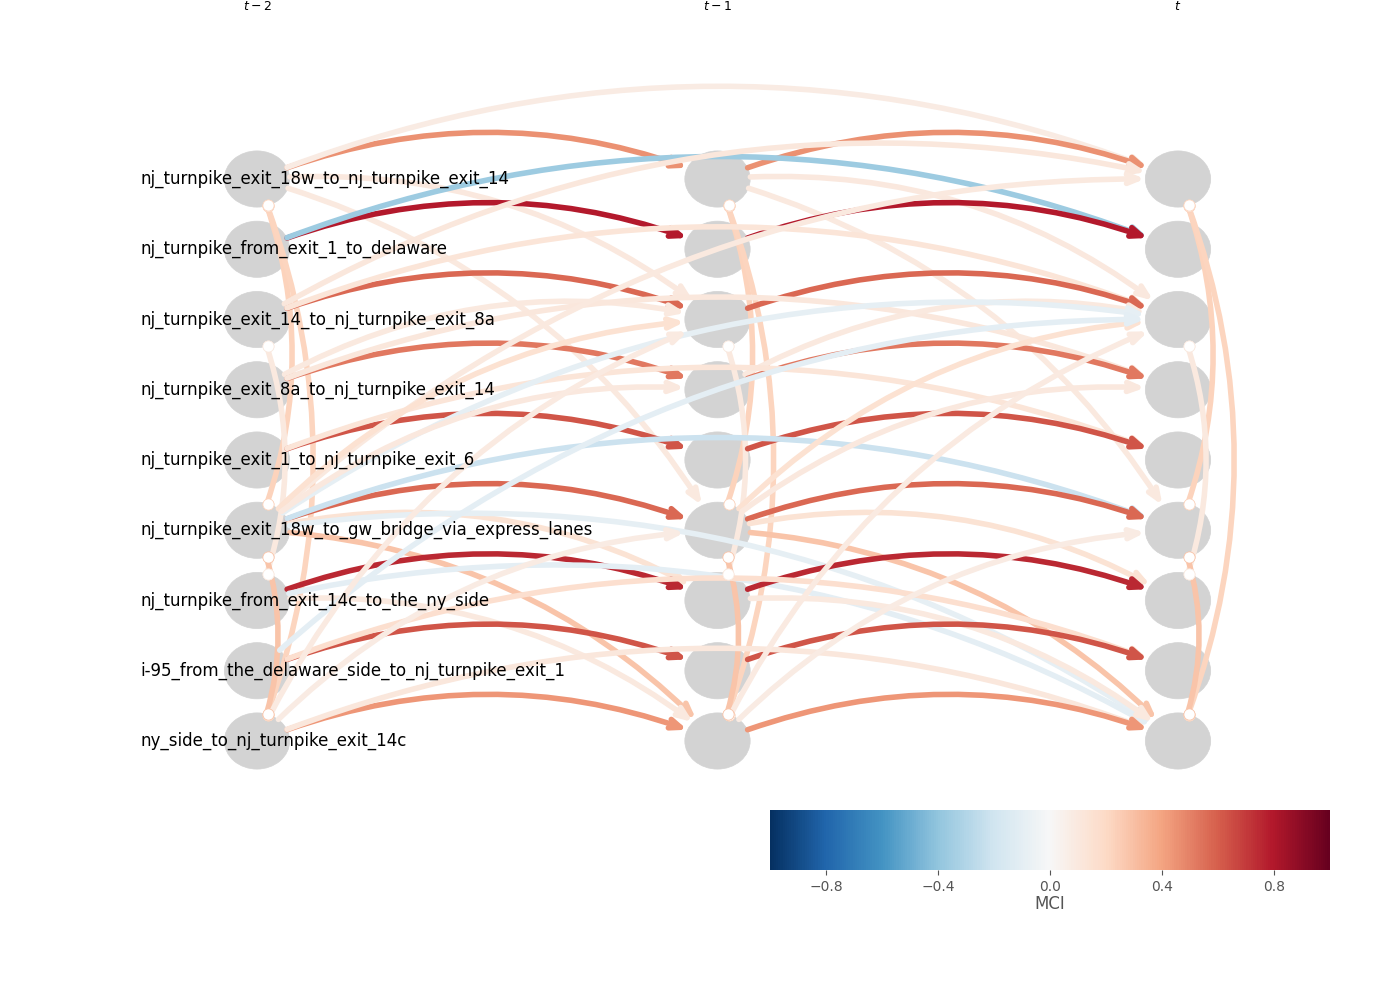 t − 2 t − 1 t
nj_turnpike_exit_18w_to_nj_turnpike_exit_14
nj_turnpike_from_exit_1_to_delaware
nj_turnpike_exit_14_to_nj_turnpike_exit_8a
nj_turnpike_exit_8a_to_nj_turnpike_exit_14
nj_turnpike_exit_1_to_nj_turnpike_exit_6
nj_turnpike_exit_18w_to_gw_bridge_via_express_lanes
nj_turnpike_from_exit_14c_to_the_ny_side
i-95_from_the_delaware_side_to_nj_turnpike_exit_1
ny_side_to_nj_turnpike_exit_14c
−0.8 −0.4 0.0 0.4 0.8
MCI